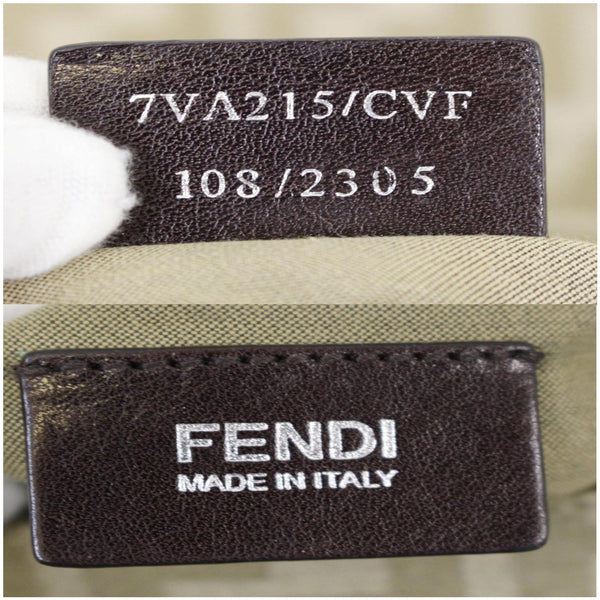 7VA215/CVF
108/2305
FENDI
MADE IN ITALY